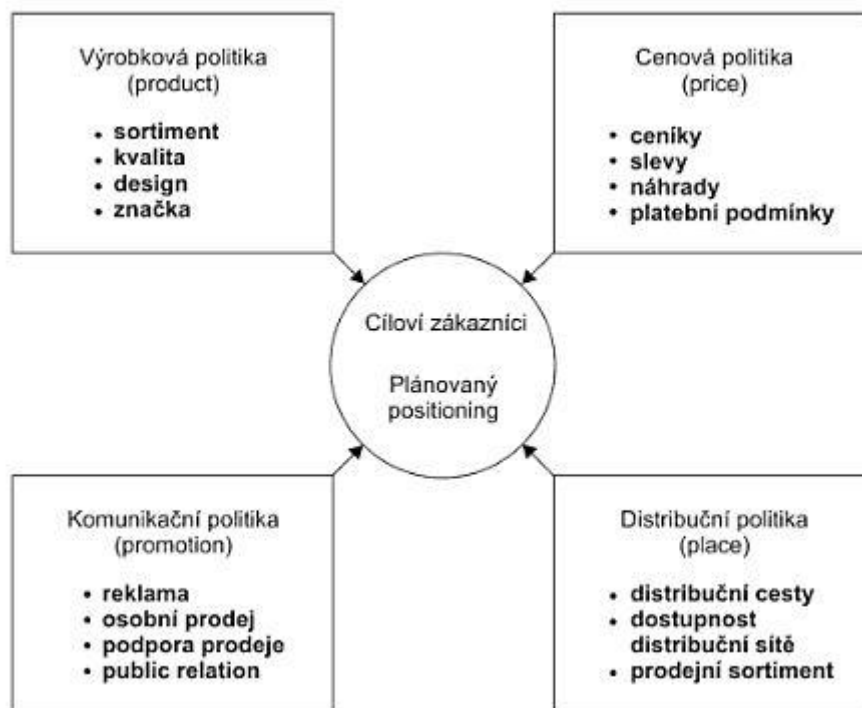 Výrobková politika
(product)
• sortiment
• kvalita
• design
• značka
Cenová politika
(price)
• ceníky
• slevy
• náhrady
• platební podmínky
Cíloví zákazníci
Plánovaný
positioning
Komunikační politika
(promotion)
• reklama
• osobní prodej
• podpora prodeje
• public relation
Distribuční politika
(place)
• distribuční cesty
• dostupnost
distribuční sítě
• prodejní sortiment